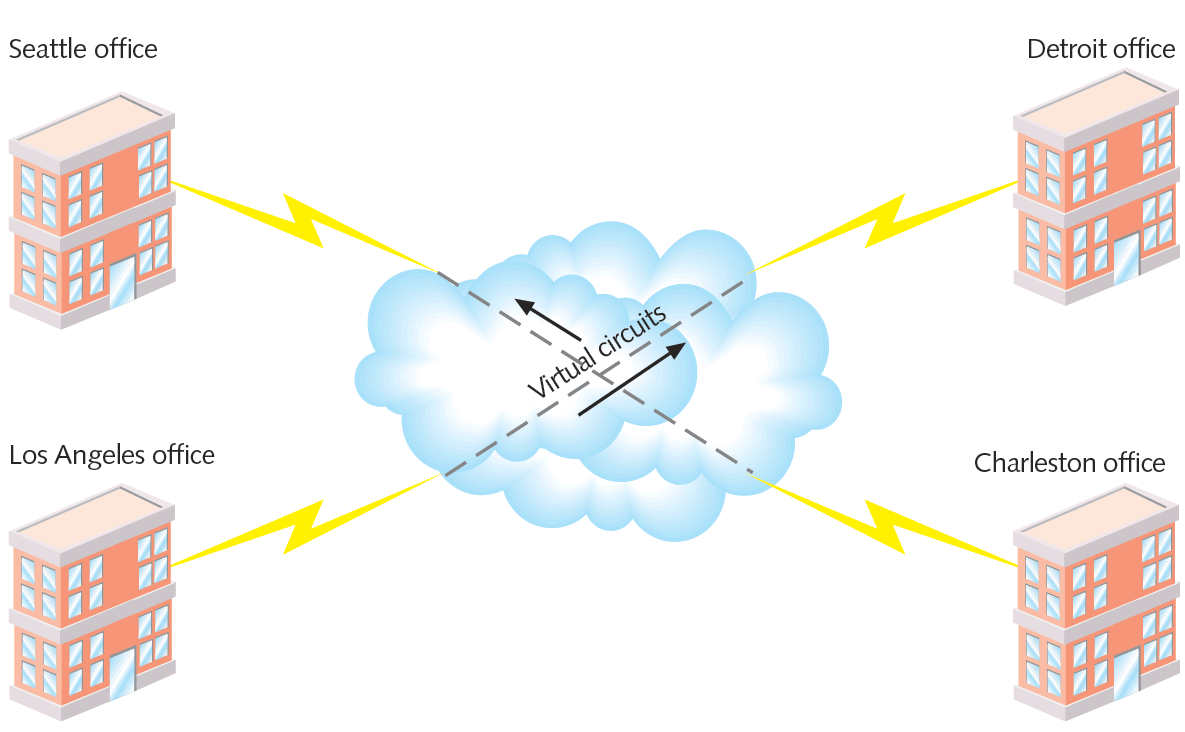 Seattle office
Detroit office
Virtual circuits
Los Angeles office
Charleston office